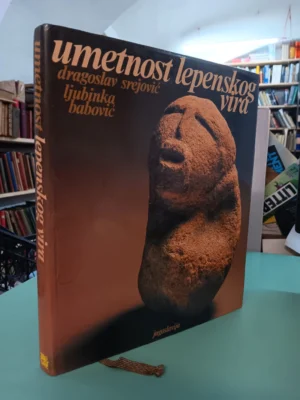 umetnost lepenskog
vira
dragoslav srejović
ljubinka
babović
jugoslavija
umetnost lepenskog vira